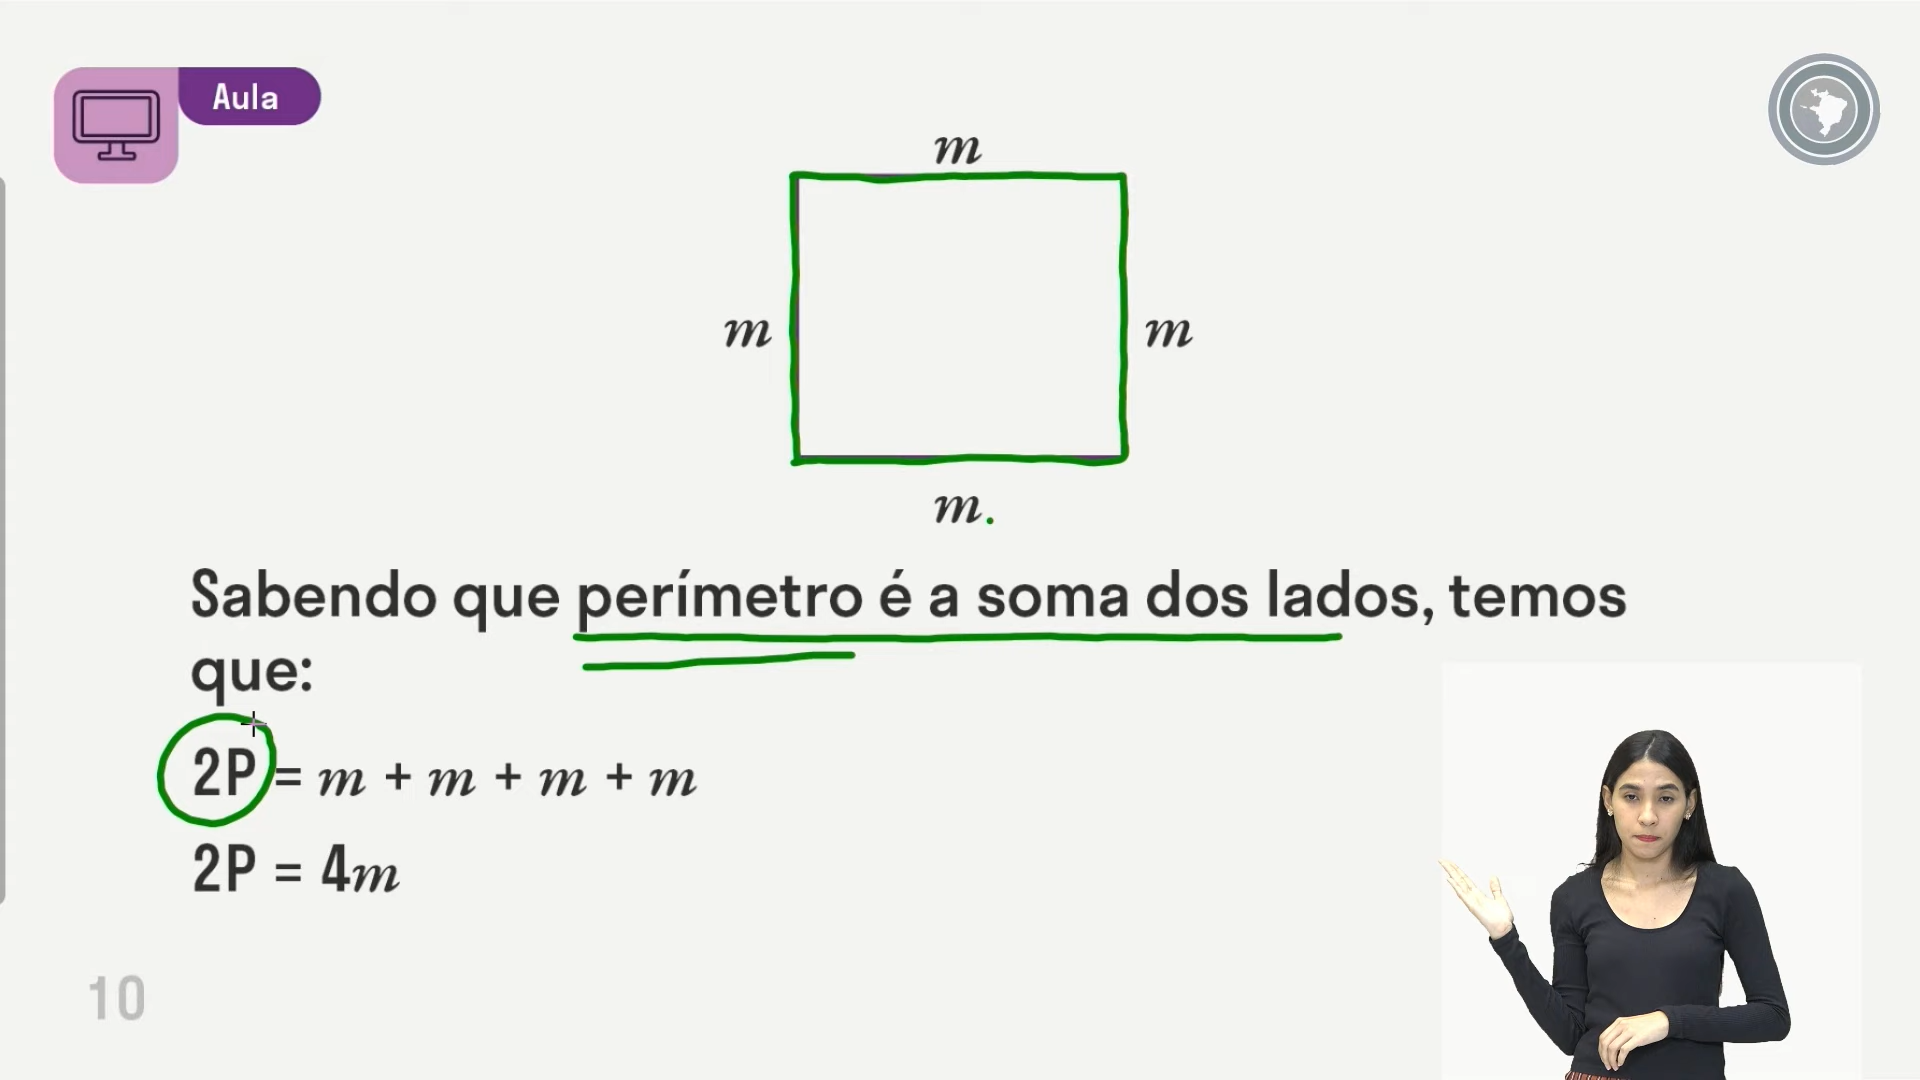 Aula
m
m
m
m.
Sabendo que perímetro é a soma dos lados, temos
que:
2P = m + m + m + m
2P = 4m
10